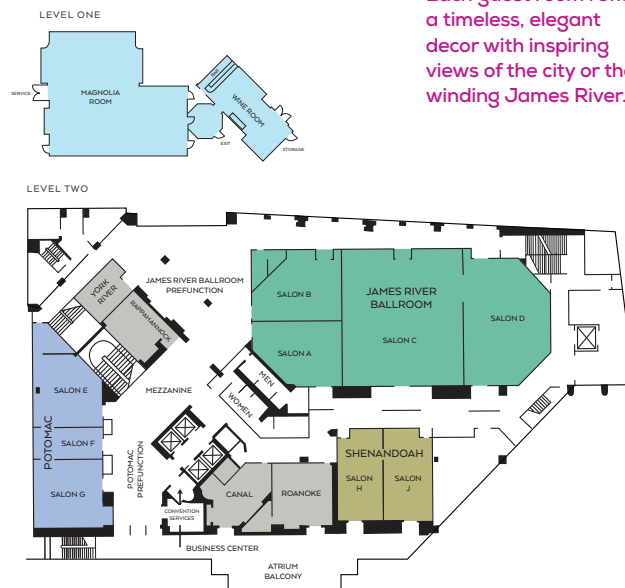 LEVEL ONE
a timeless, elegant
decor with inspiring
views of the city or the
winding James River.
SERVICE
MAGNOLIA
ROOM
BAR
WINE ROOM
EXIT
STORAGE
LEVEL TWO
JAMES RIVER BALLROOM
PREFUNCTION
YORK
RIVER
RAPPAHANNOCK
SALON B
JAMES RIVER
BALLROOM
SALON D
SALON C
SALON A
MEN
WOMEN
MEZZANINE
POTOMAC
SALON E
SALON F
SALON G
POTOMAC
PREFUNCTION
SHENANDOAH
SALON
H
SALON
J
CANAL
ROANOKE
CONVENTION
SERVICES
BUSINESS CENTER
ATRIUM
BALCONY